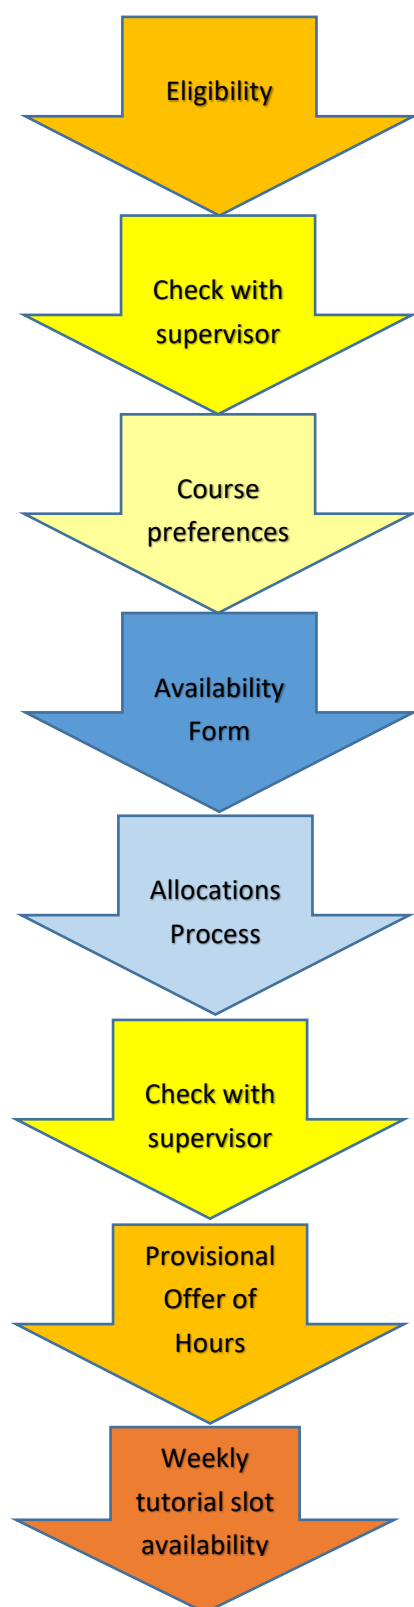 Eligibility
Check with
supervisor
Course
preferences
Availability
Form
Allocations
Process
Check with
supervisor
Provisional
Offer of
Hours
Weekly
tutorial slot
availability